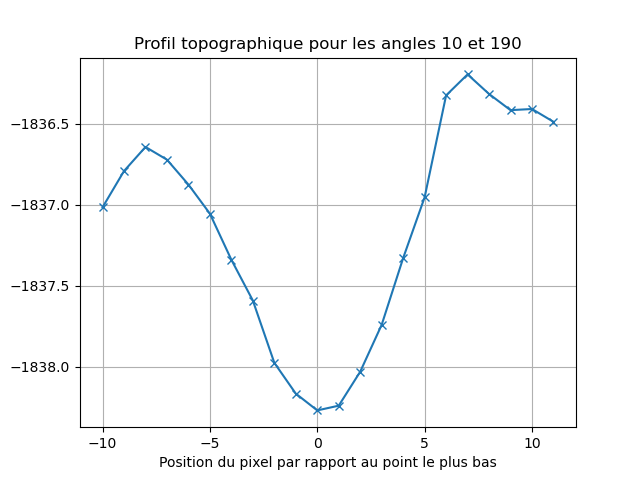 Profil topographique pour les angles 10 et 190
−1836.5
−1837.0
−1837.5
−1838.0
−10 −5 0 5 10
Position du pixel par rapport au point le plus bas